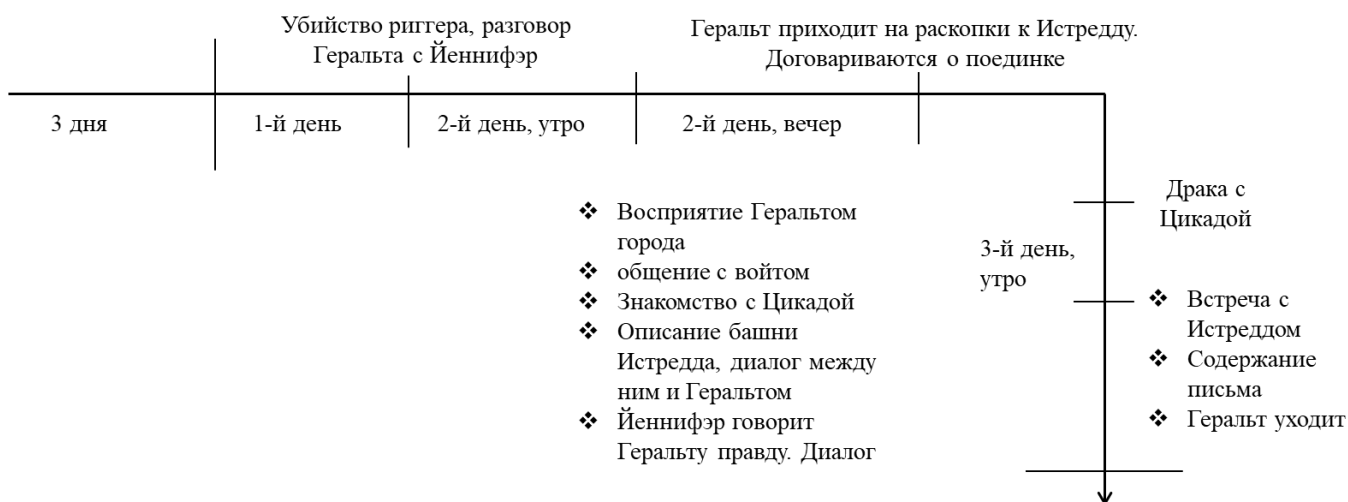 Убийство риггера, разговор
Геральта с Йеннифэр
Геральт приходит на раскопки к Истредду.
Договариваются о поединке
3 дня
1-й день
2-й день, утро
2-й день, вечер
❖ Восприятие Геральтом
города
❖ общение с войтом
❖ Знакомство с Цикадой
❖ Описание башни
Истредда, диалог между
ним и Геральтом
❖ Йеннифэр говорит
Геральту правду. Диалог
3-й день,
утро
Драка с
Цикадой
❖ Встреча с
Истреддом
❖ Содержание
письма
❖ Геральт уходит